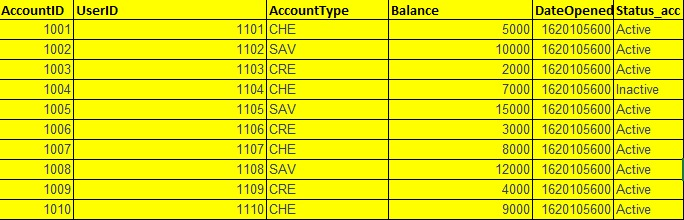 AccountID UserID AccountType Balance DateOpened Status_acc
1001 1101 CHE 5000 1620105600 Active
1002 1102 SAV 10000 1620105600 Active
1003 1103 CRE 2000 1620105600 Active
1004 1104 CHE 7000 1620105600 Inactive
1005 1105 SAV 15000 1620105600 Active
1006 1106 CRE 3000 1620105600 Active
1007 1107 CHE 8000 1620105600 Active
1008 1108 SAV 12000 1620105600 Active
1009 1109 CRE 4000 1620105600 Active
1010 1110 CHE 9000 1620105600 Active